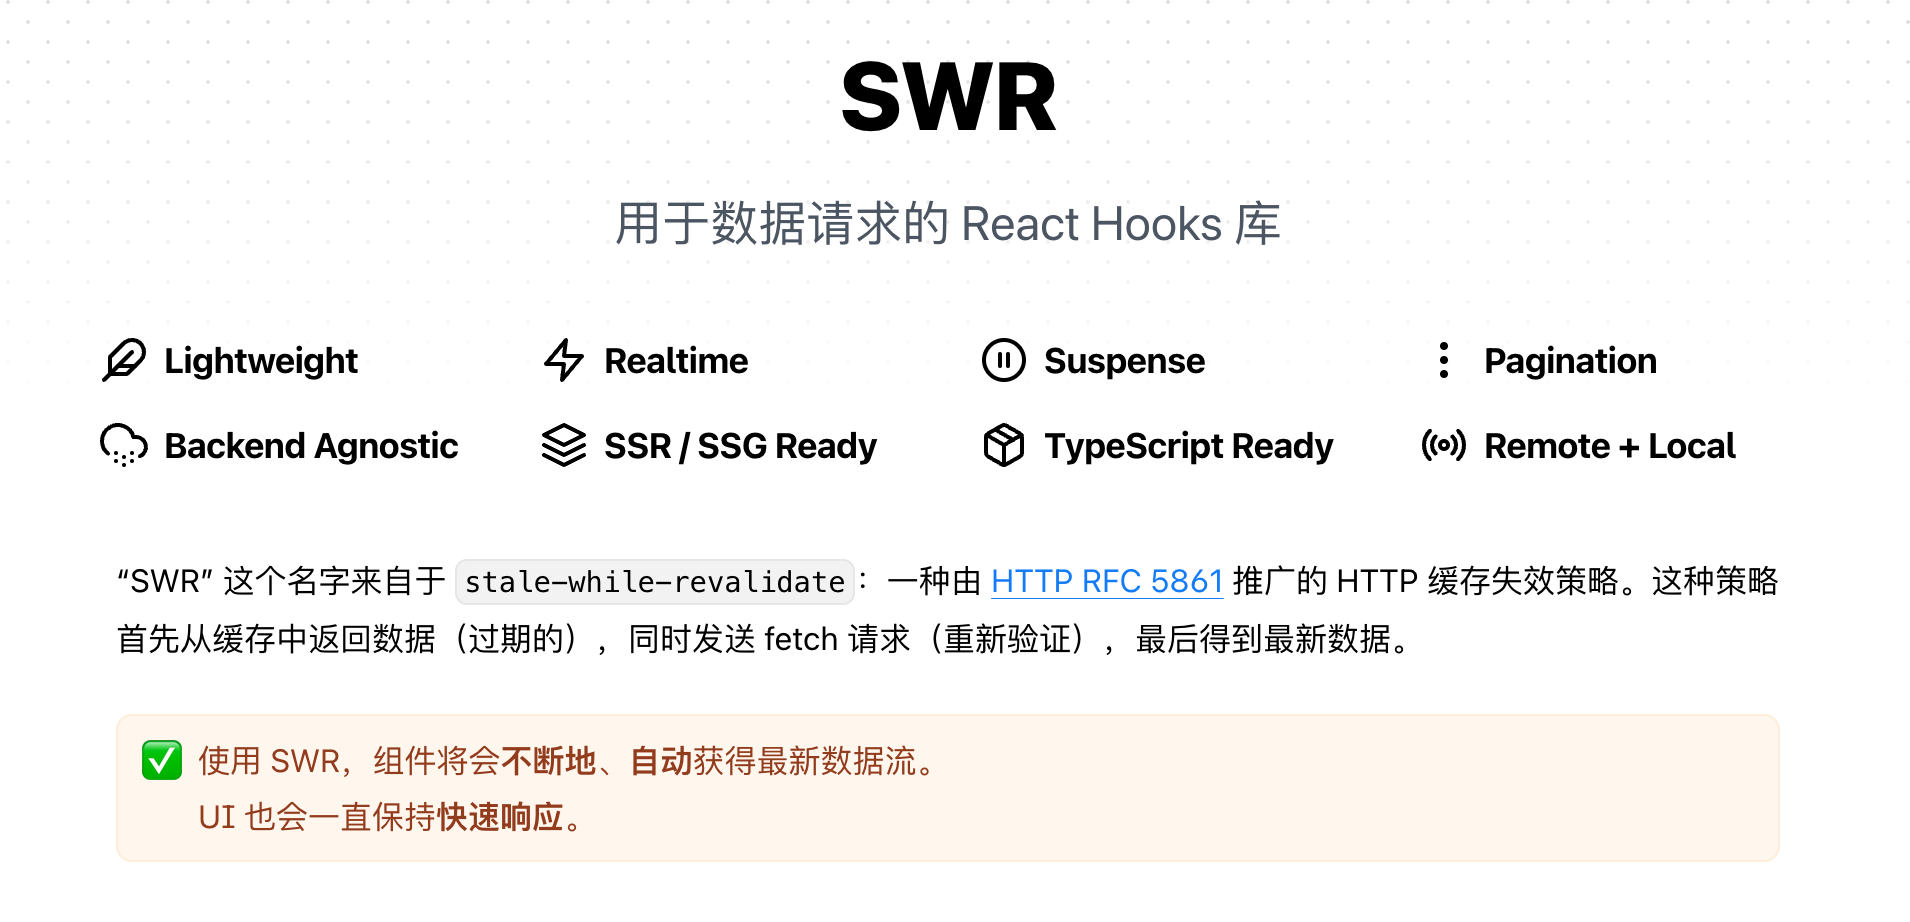 SWR
用于数据请求的 React Hooks 库
Lightweight
Realtime
Suspense
Pagination
Backend Agnostic
SSR / SSG Ready
TypeScript Ready
Remote + Local
“SWR” 这个名字来自于 stale-while-revalidate：一种由 HTTP RFC 5861 推广的 HTTP 缓存失效策略。这种策略
首先从缓存中返回数据（过期的），同时发送 fetch 请求（重新验证），最后得到最新数据。
使用 SWR，组件将会不断地、自动获得最新数据流。
UI 也会一直保持快速响应。